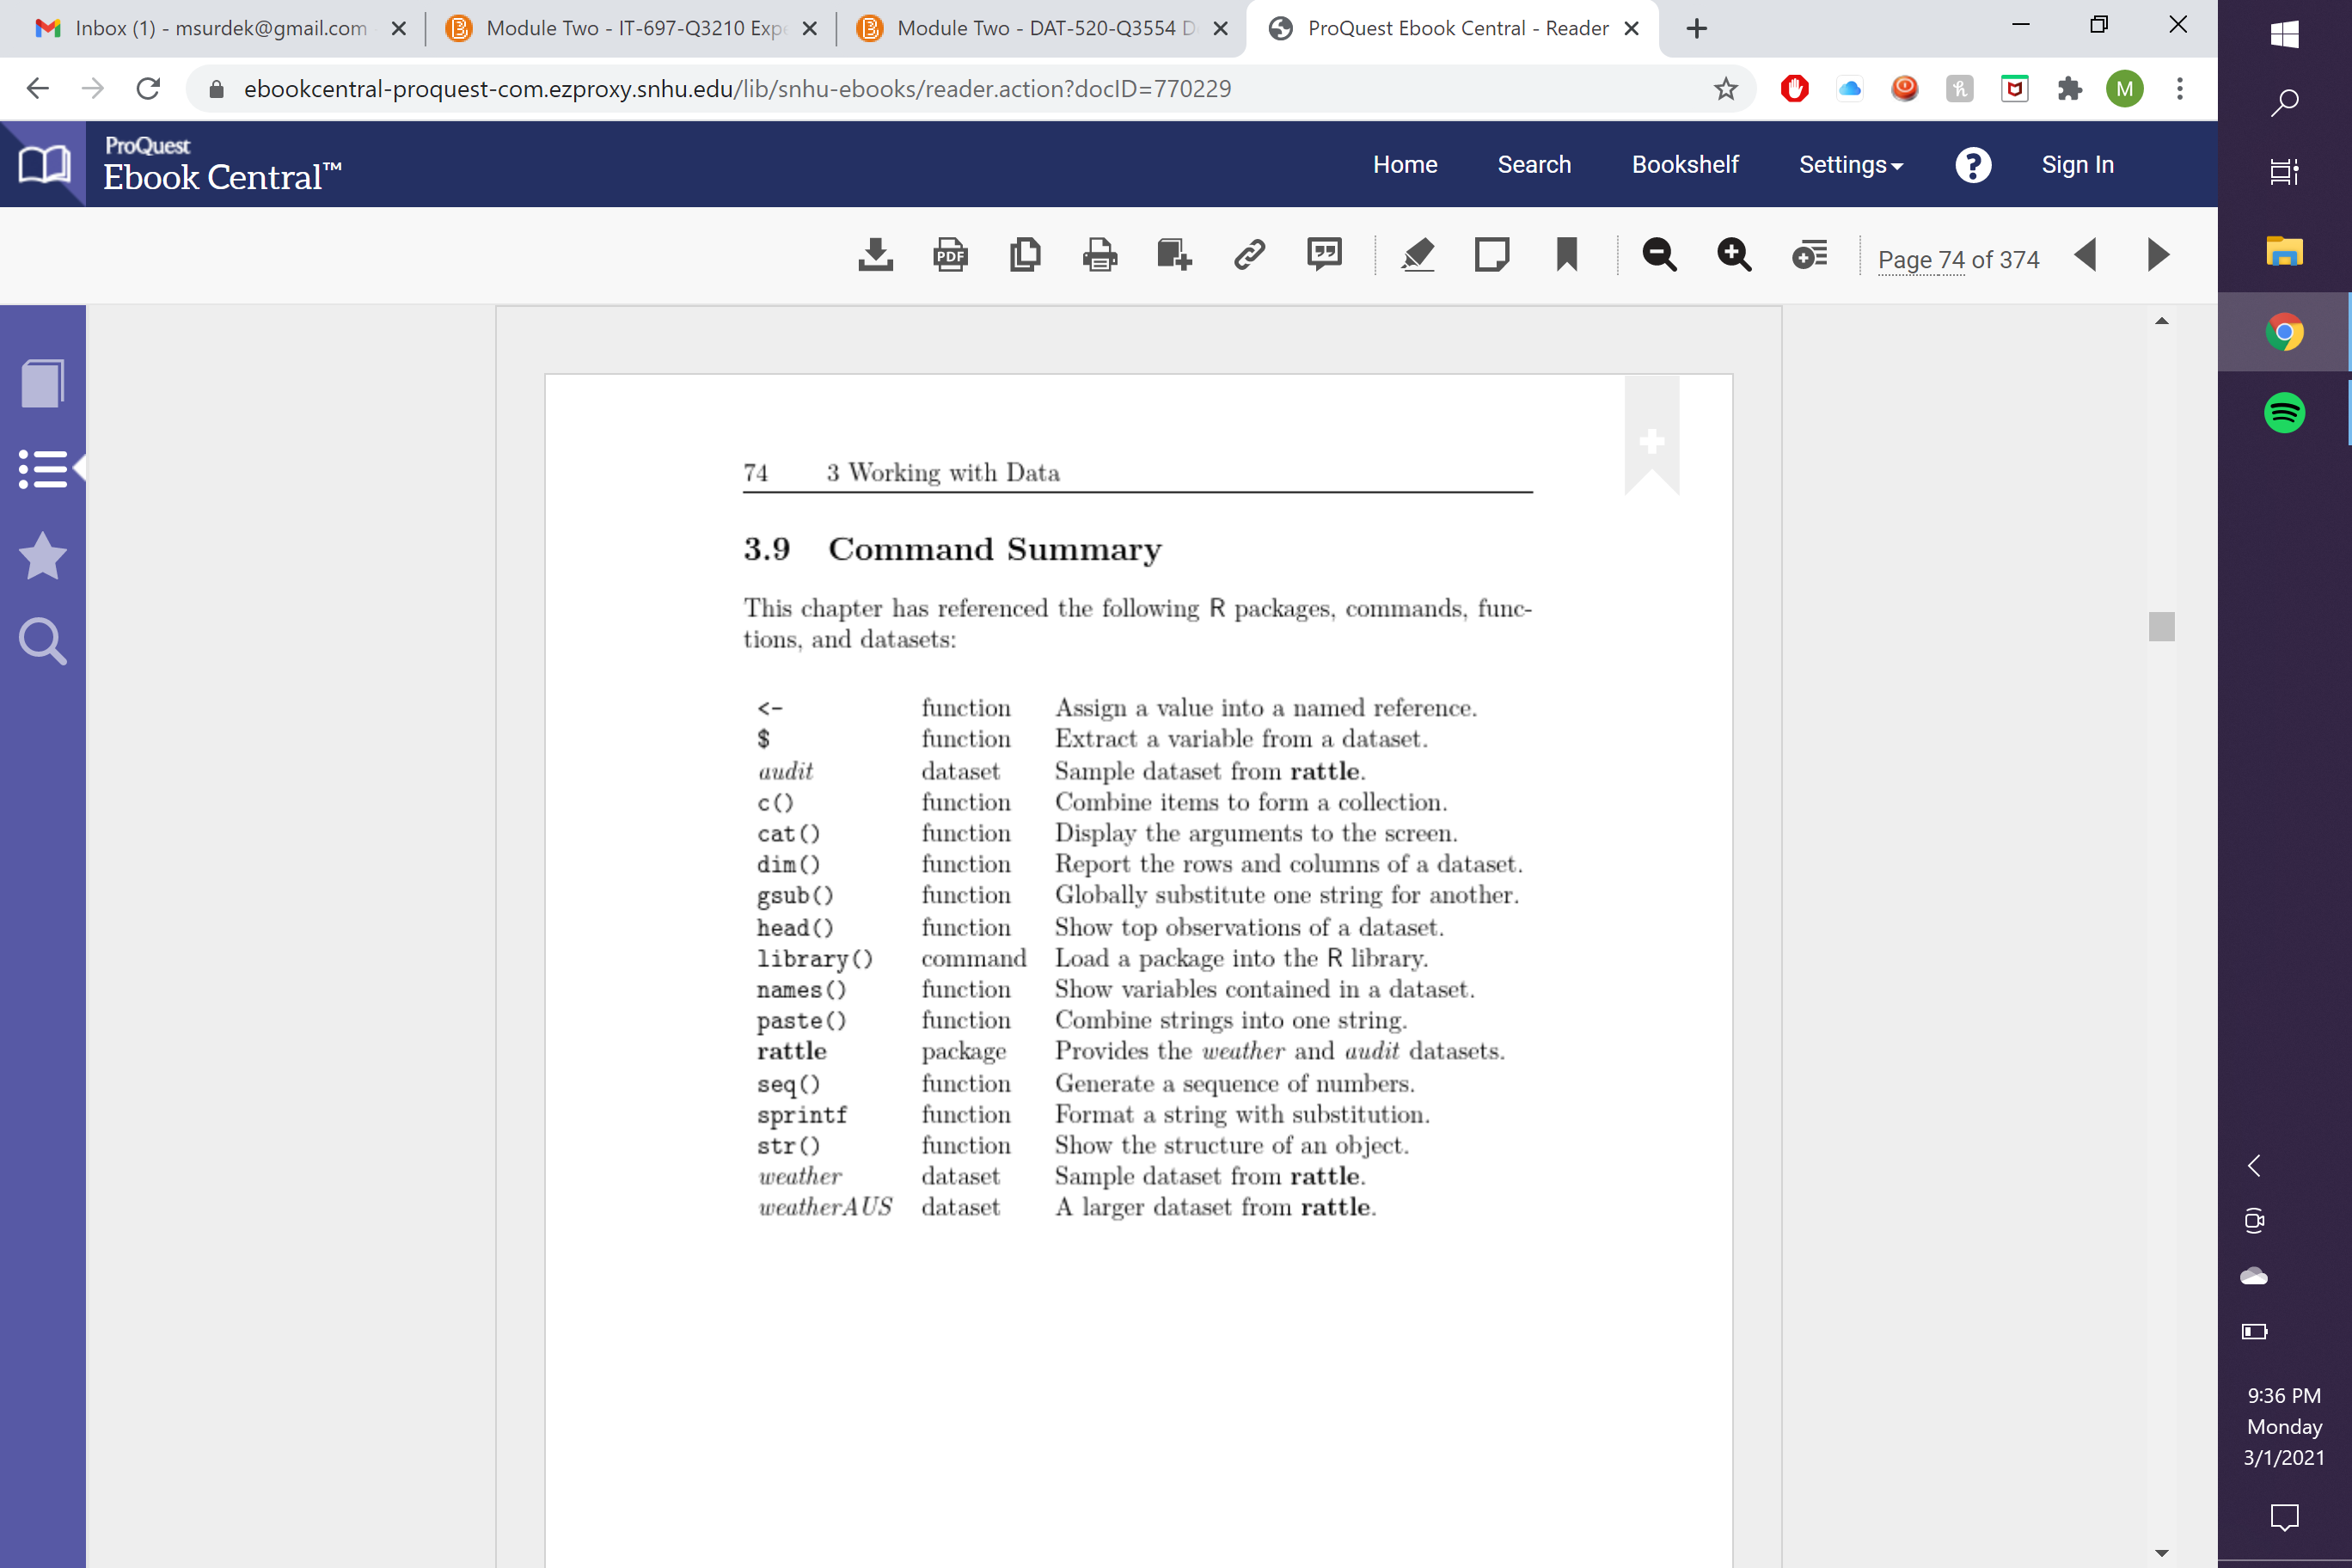 Inbox (1) - msurdek@gmail.com
Module Two - IT-697-Q3210 Exp
Module Two - DAT-520-Q3554 D
ProQuest Ebook Central - Reader
ebookcentral-proquest-com.ezproxy.snhu.edu/lib/snhu-ebooks/reader.action?docID=770229
M
ProQuest
Ebook Central™
Home
Search
Bookshelf
Settings
?
Sign In
PDF
Page 74 of 374
74 3 Working with Data
3.9 Command Summary
This chapter has referenced the following R packages, commands, func-
tions, and datasets:
<- function Assign a value into a named reference.
$ function Extract a variable from a dataset.
audit dataset Sample dataset from rattle.
c() function Combine items to form a collection.
cat() function Display the arguments to the screen.
dim() function Report the rows and columns of a dataset.
gsub() function Globally substitute one string for another.
head() function Show top observations of a dataset.
library() command Load a package into the R library.
names() function Show variables contained in a dataset.
paste() function Combine strings into one string.
rattle package Provides the weather and audit datasets.
seq() function Generate a sequence of numbers.
sprintf function Format a string with substitution.
str() function Show the structure of an object.
weather dataset Sample dataset from rattle.
weatherAUS dataset A larger dataset from rattle.
9:36 PM
Monday
3/1/2021